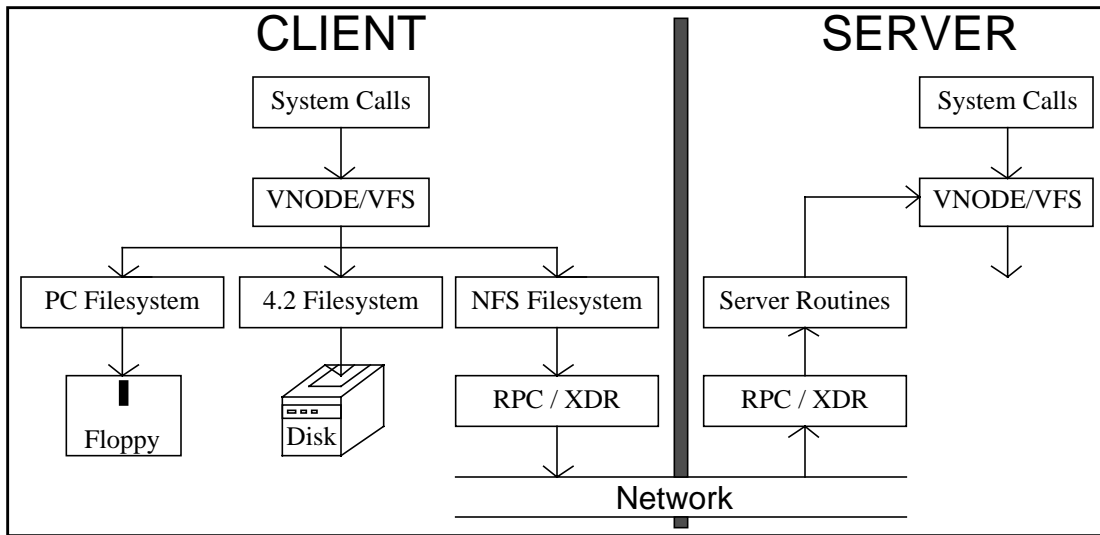 CLIENT
SERVER
System Calls
System Calls
VNODE/VFS
VNODE/VFS
PC Filesystem
4.2 Filesystem
NFS Filesystem
Server Routines
Floppy
Disk
RPC / XDR
RPC / XDR
Network